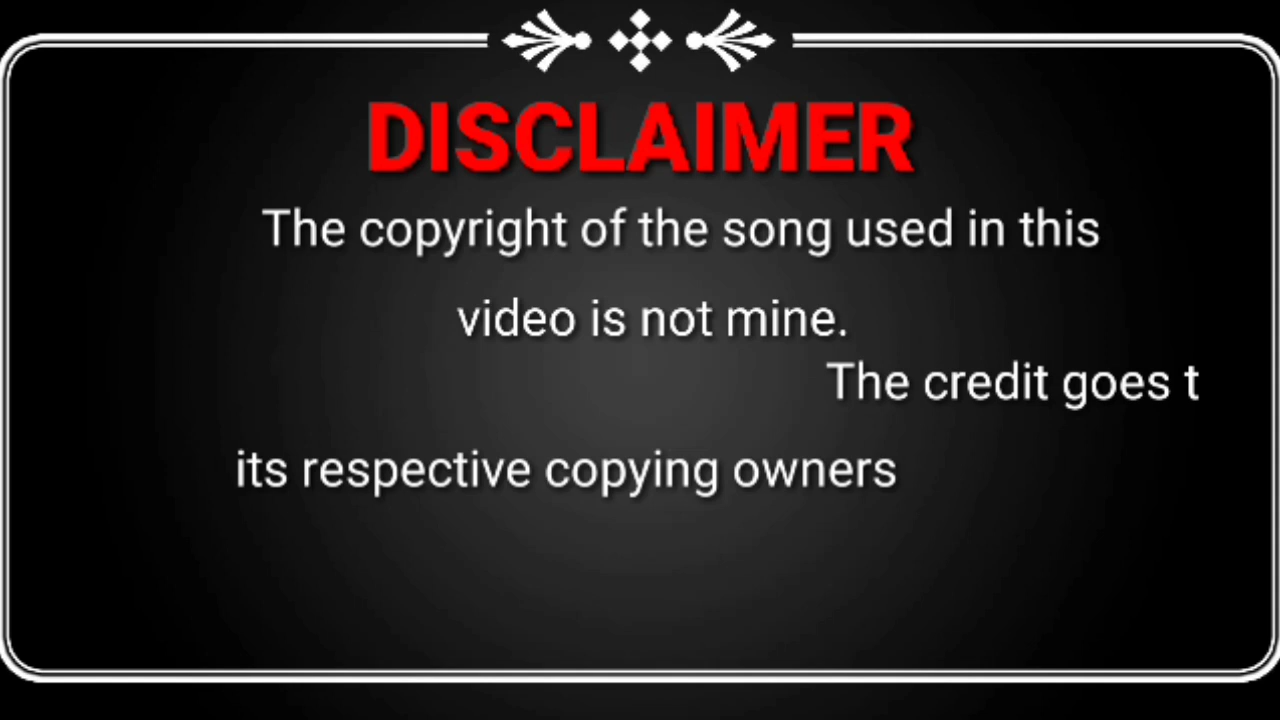 DISCLAIMER
The copyright of the song used in this
video is not mine.
The credit goes t
its respective copying owners